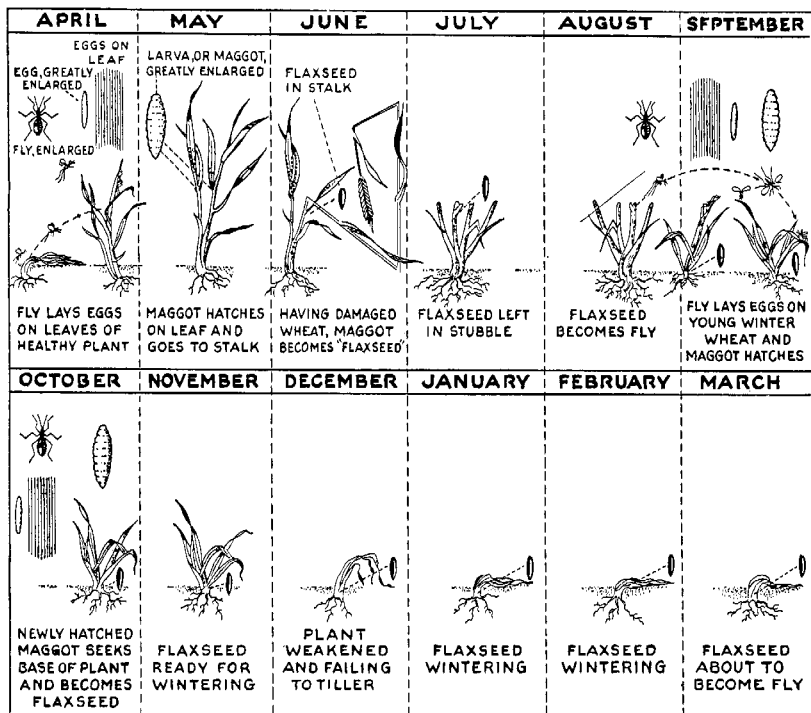 APRIL
MAY
JUNE
JULY
AUGUST
SEPTEMBER
EGGS ON
LEAF
EGG, GREATLY
ENLARGED
FLY, ENLARGED
FLY LAYS EGGS
ON LEAVES OF
HEALTHY PLANT
LARVA, OR MAGGOT,
GREATLY ENLARGED
MAGGOT HATCHES
ON LEAF AND
GOES TO STALK
FLAXSEED
IN STALK
HAVING DAMAGED
WHEAT, MAGGOT
BECOMES "FLAXSEED"
FLAXSEED LEFT
IN STUBBLE
FLAXSEED
BECOMES FLY
FLY LAYS EGGS ON
YOUNG WINTER
WHEAT AND
MAGGOT HATCHES
OCTOBER
NOVEMBER
DECEMBER
JANUARY
FEBRUARY
MARCH
NEWLY HATCHED
MAGGOT SEEKS
BASE OF PLANT
AND BECOMES
FLAXSEED
FLAXSEED
READY FOR
WINTERING
PLANT
WEAKENED
AND FAILING
TO TILLER
FLAXSEED
WINTERING
FLAXSEED
WINTERING
FLAXSEED
ABOUT TO
BECOME FLY